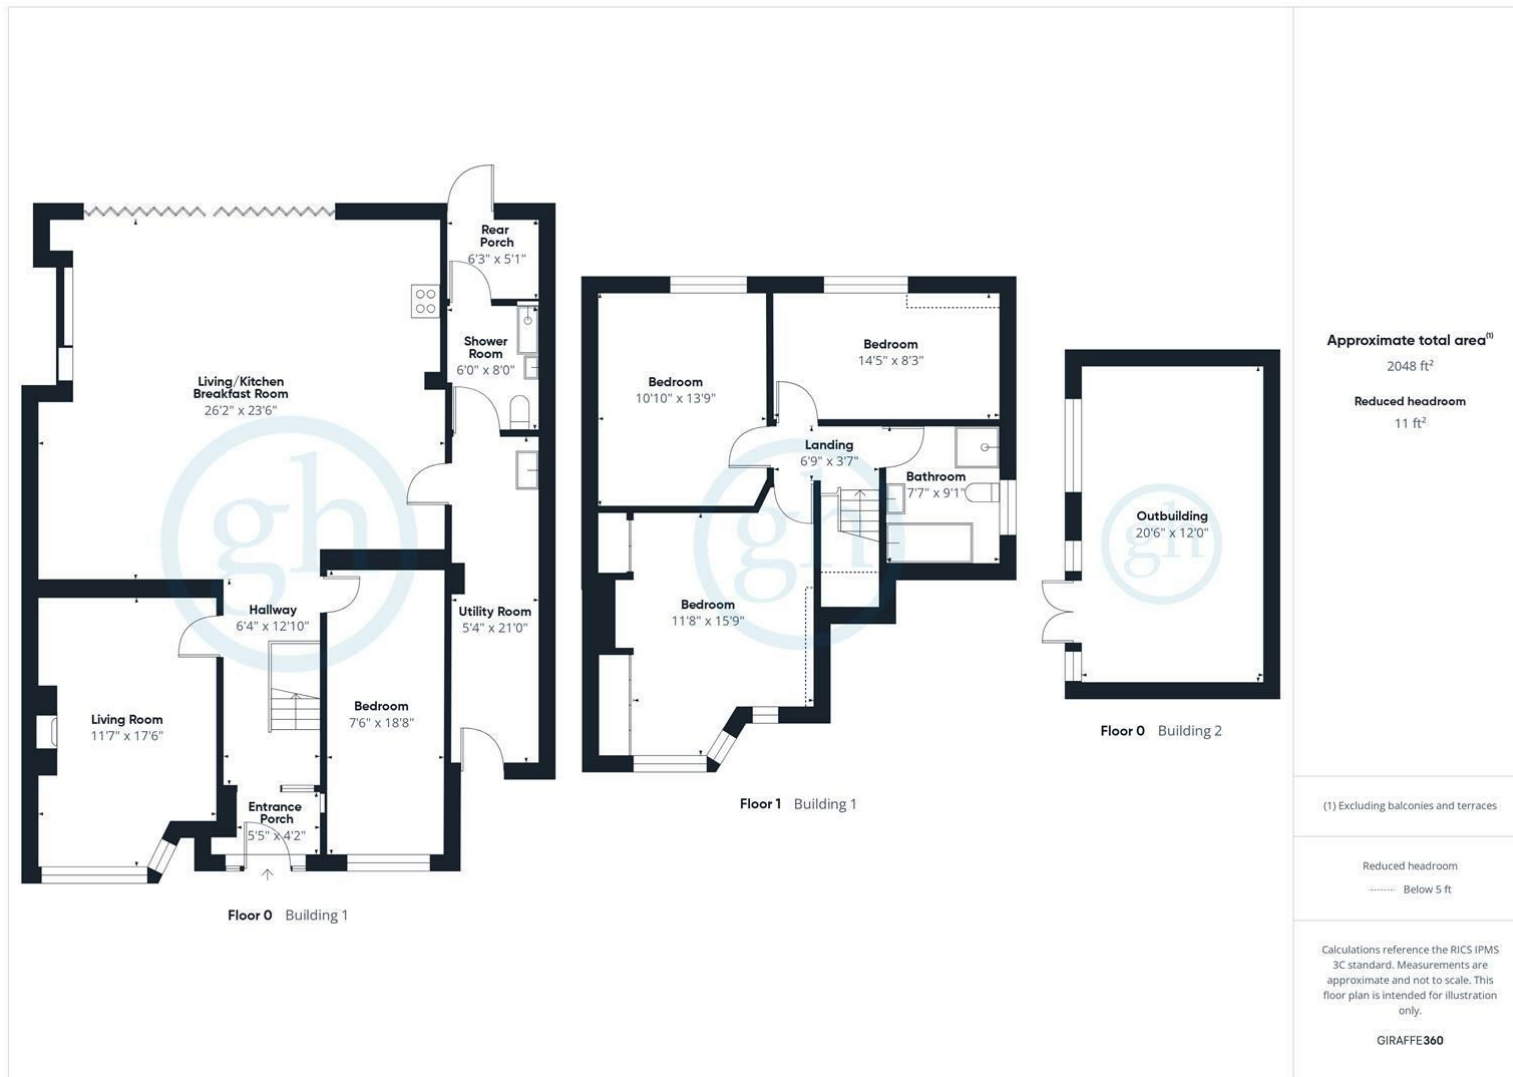 Rear
Porch
6'3" x 5'1"
Shower
Room
6'0" x 8'0"
Living/Kitchen
Breakfast Room
26'2" x 23'6"
gh
Hallway
6'4" x 12'10"
Utility Room
5'4" x 21'0"
Living Room
11'7" x 17'6"
Bedroom
7'6" x 18'8"
Entrance
Porch
5'5" x 4'2"
Floor 0 Building 1
Bedroom
14'5" x 8'3"
Bedroom
10'10" x 13'9"
Landing
6'9" x 3'7"
Bathroom
7'7" x 9'1"
gh
Bedroom
11'8" x 15'9"
Floor 1 Building 1
Outbuilding
20'6" x 12'0"
gh
Floor 0 Building 2
Approximate total area(1)
2048 ft²
Reduced headroom
11 ft²
(1) Excluding balconies and terraces
Reduced headroom
Below 5 ft
Calculations reference the RICS IPMS
3C standard. Measurements are
approximate and not to scale. This
floor plan is intended for illustration
only.
GIRAFFE360